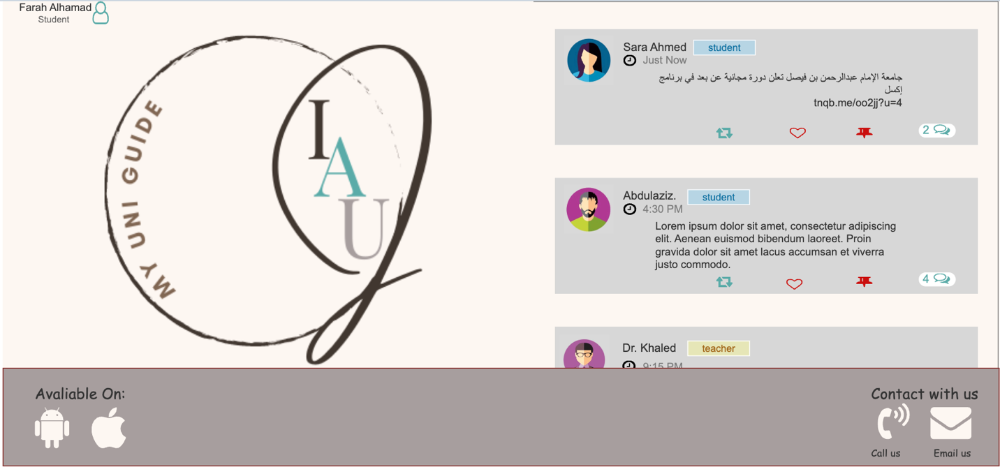 Farah Alhamad
Student
MY UNI GUIDE
I
A
U
Sara Ahmed
student
Just Now
جامعة الإمام عبدالرحمن بن فيصل تعلن دورة مجانية عن بعد في برنامج
إكسل
tnqb.me/oo2jj?u=4
2
Abdulaziz.
student
4:30 PM
Lorem ipsum dolor sit amet, consectetur adipiscing
elit. Aenean euismod bibendum laoreet. Proin
gravida dolor sit amet lacus accumsan et viverra
justo commodo.
4
Dr. Khaled
teacher
9:15 PM
Avaliable On:
Contact with us
Call us
Email us